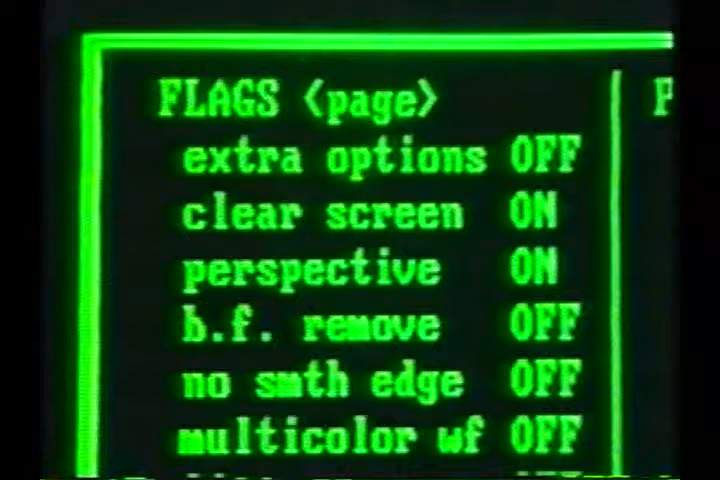 FLAGS <page>
extra options OFF
clear screen ON
perspective ON
b.f. remove OFF
no smth edge OFF
multicolor wf OFF